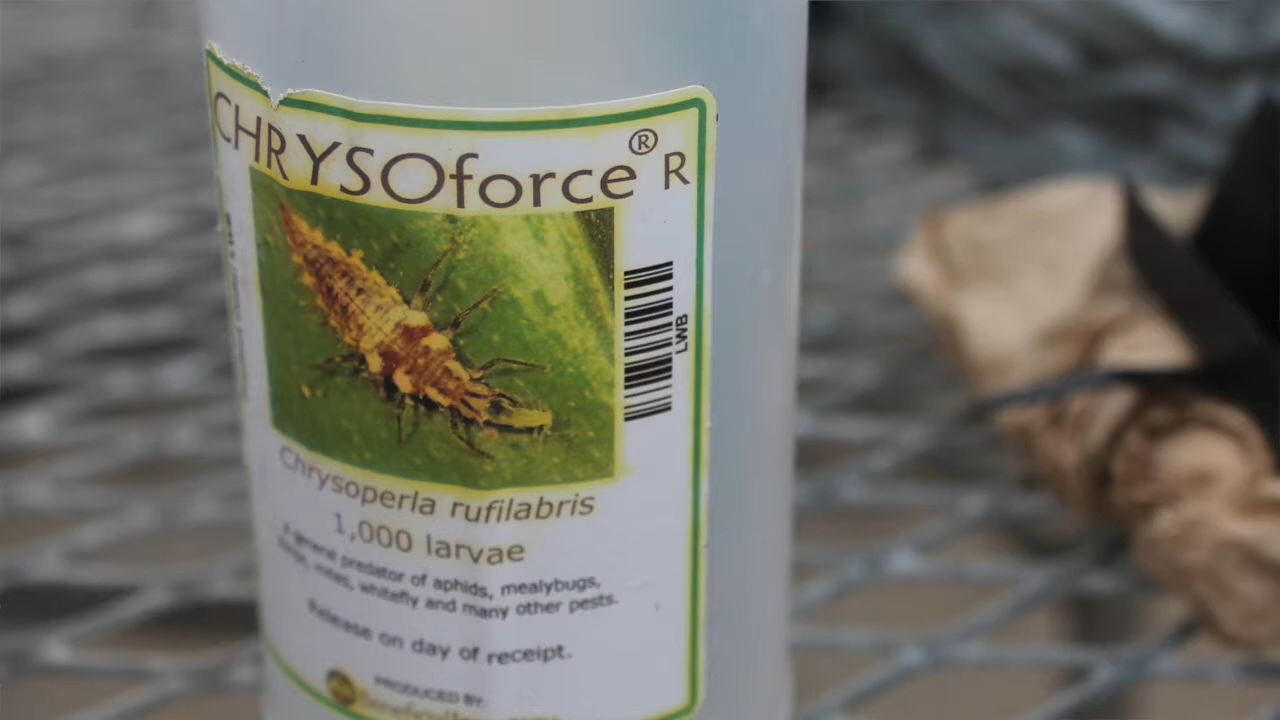 CHRYSOforce® R
LWB
Chrysoperla rufilabris
1,000 larvae
A general predator of aphids, mealybugs,
mites, whitefly and many other pests.
Release on day of receipt.
PRODUCED BY: